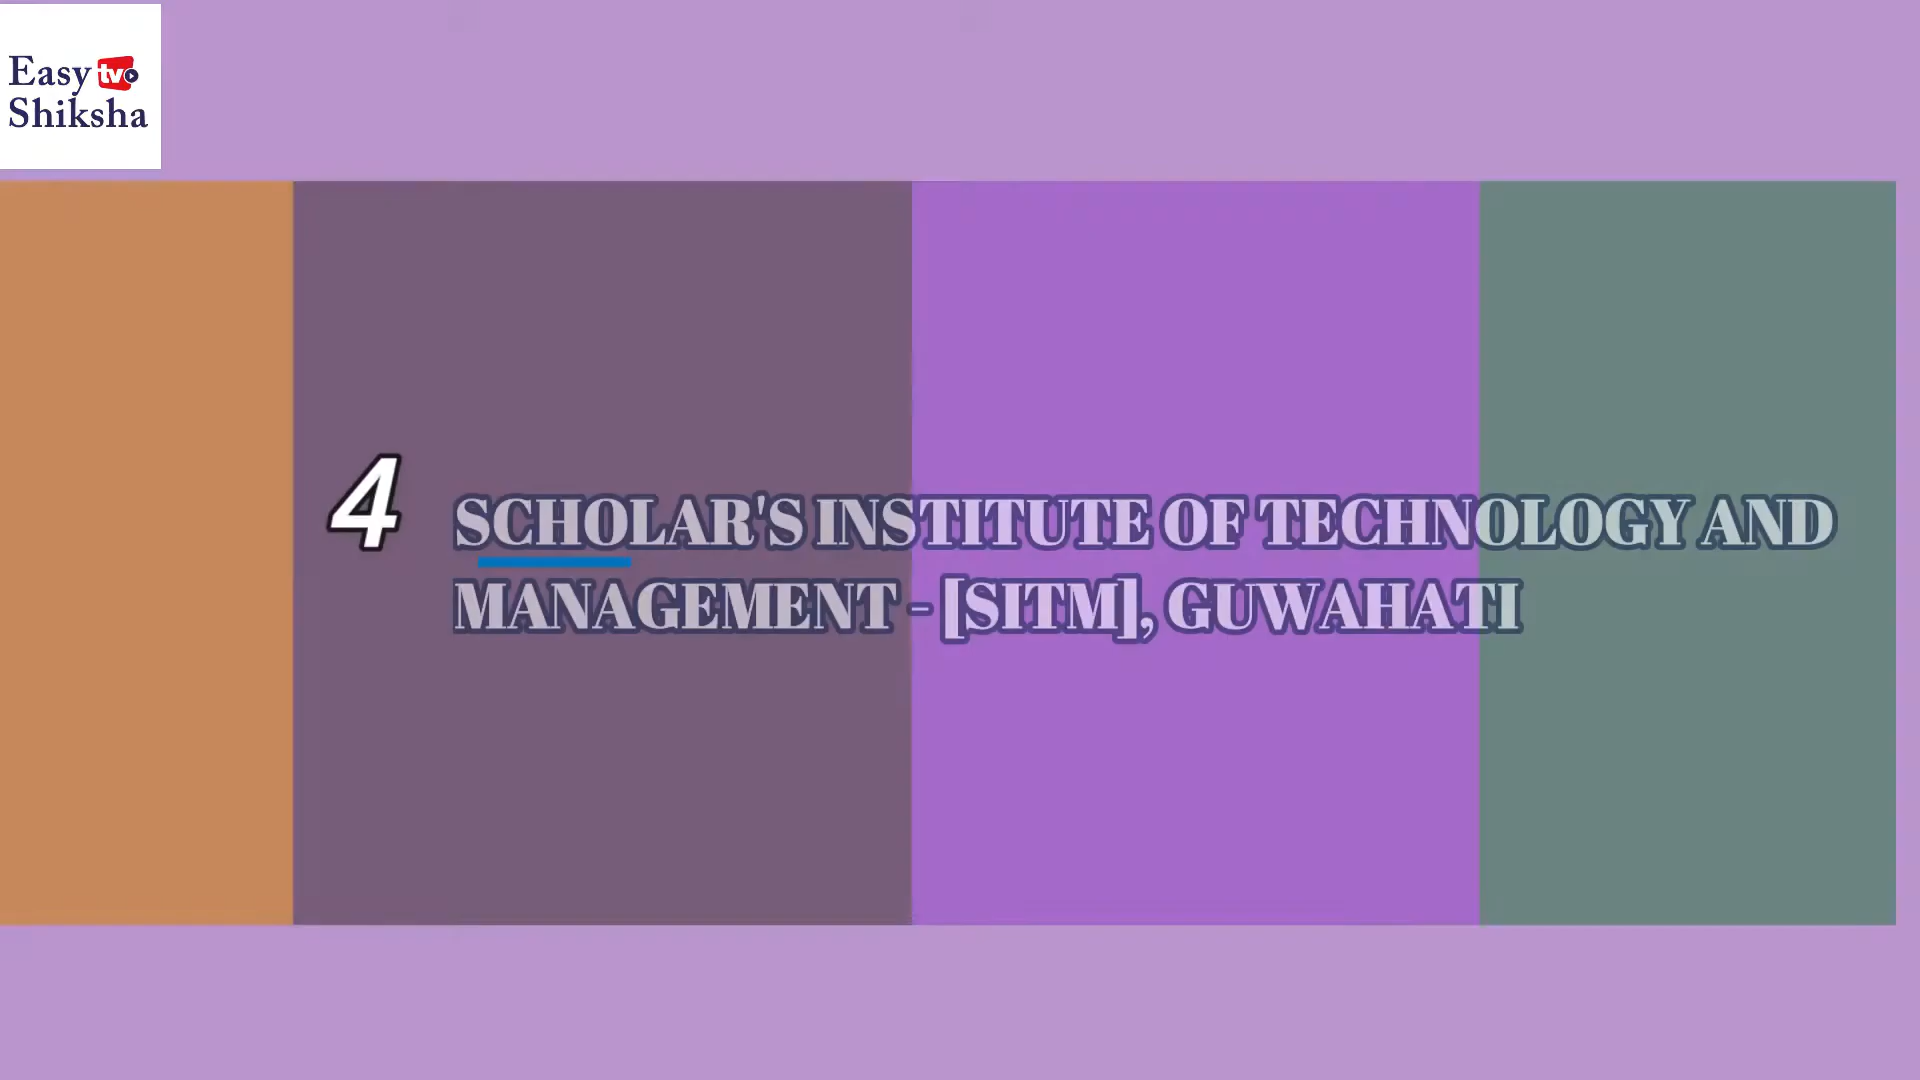 Easy tv
Shiksha
4
SCHOLAR'S INSTITUTE OF TECHNOLOGY AND
MANAGEMENT - [SITM], GUWAHATI